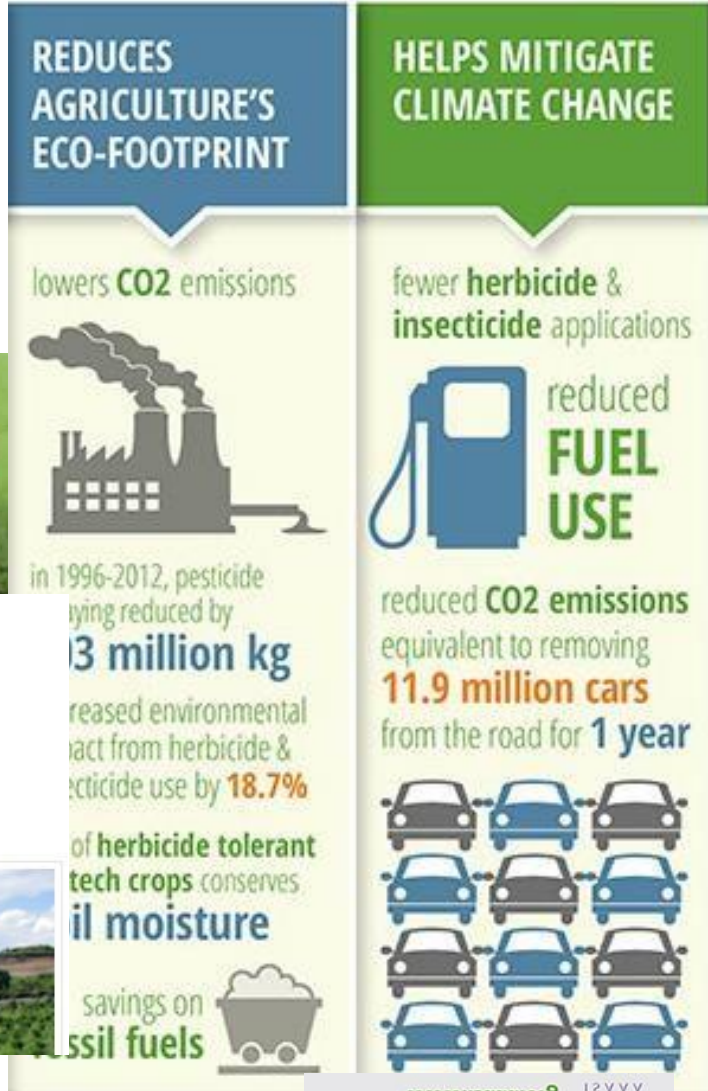 REDUCES
AGRICULTURE'S
ECO-FOOTPRINT
lowers CO2 emissions
in 1996-2012, pesticide
reduced by
million kg
environmental
from herbicide &
use by 18.7%
of herbicide tolerant
crops conserves
moisture
savings on
fuels
HELPS MITIGATE
CLIMATE CHANGE
fewer herbicide &
insecticide applications
reduced
FUEL
USE
reduced CO2 emissions
equivalent to removing
11.9 million cars
from the road for 1 year